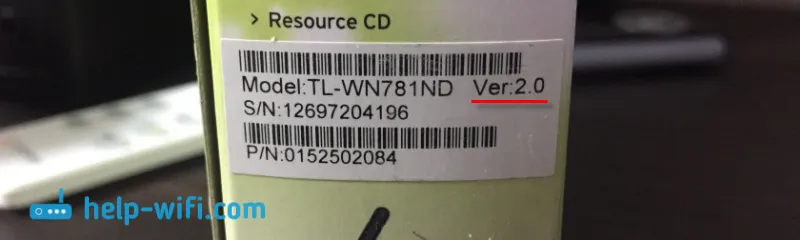 > Resource CD
Model:TL-WN781ND Ver:2.0
S/N:12697204196
P/N:0152502084
help-wifi.com